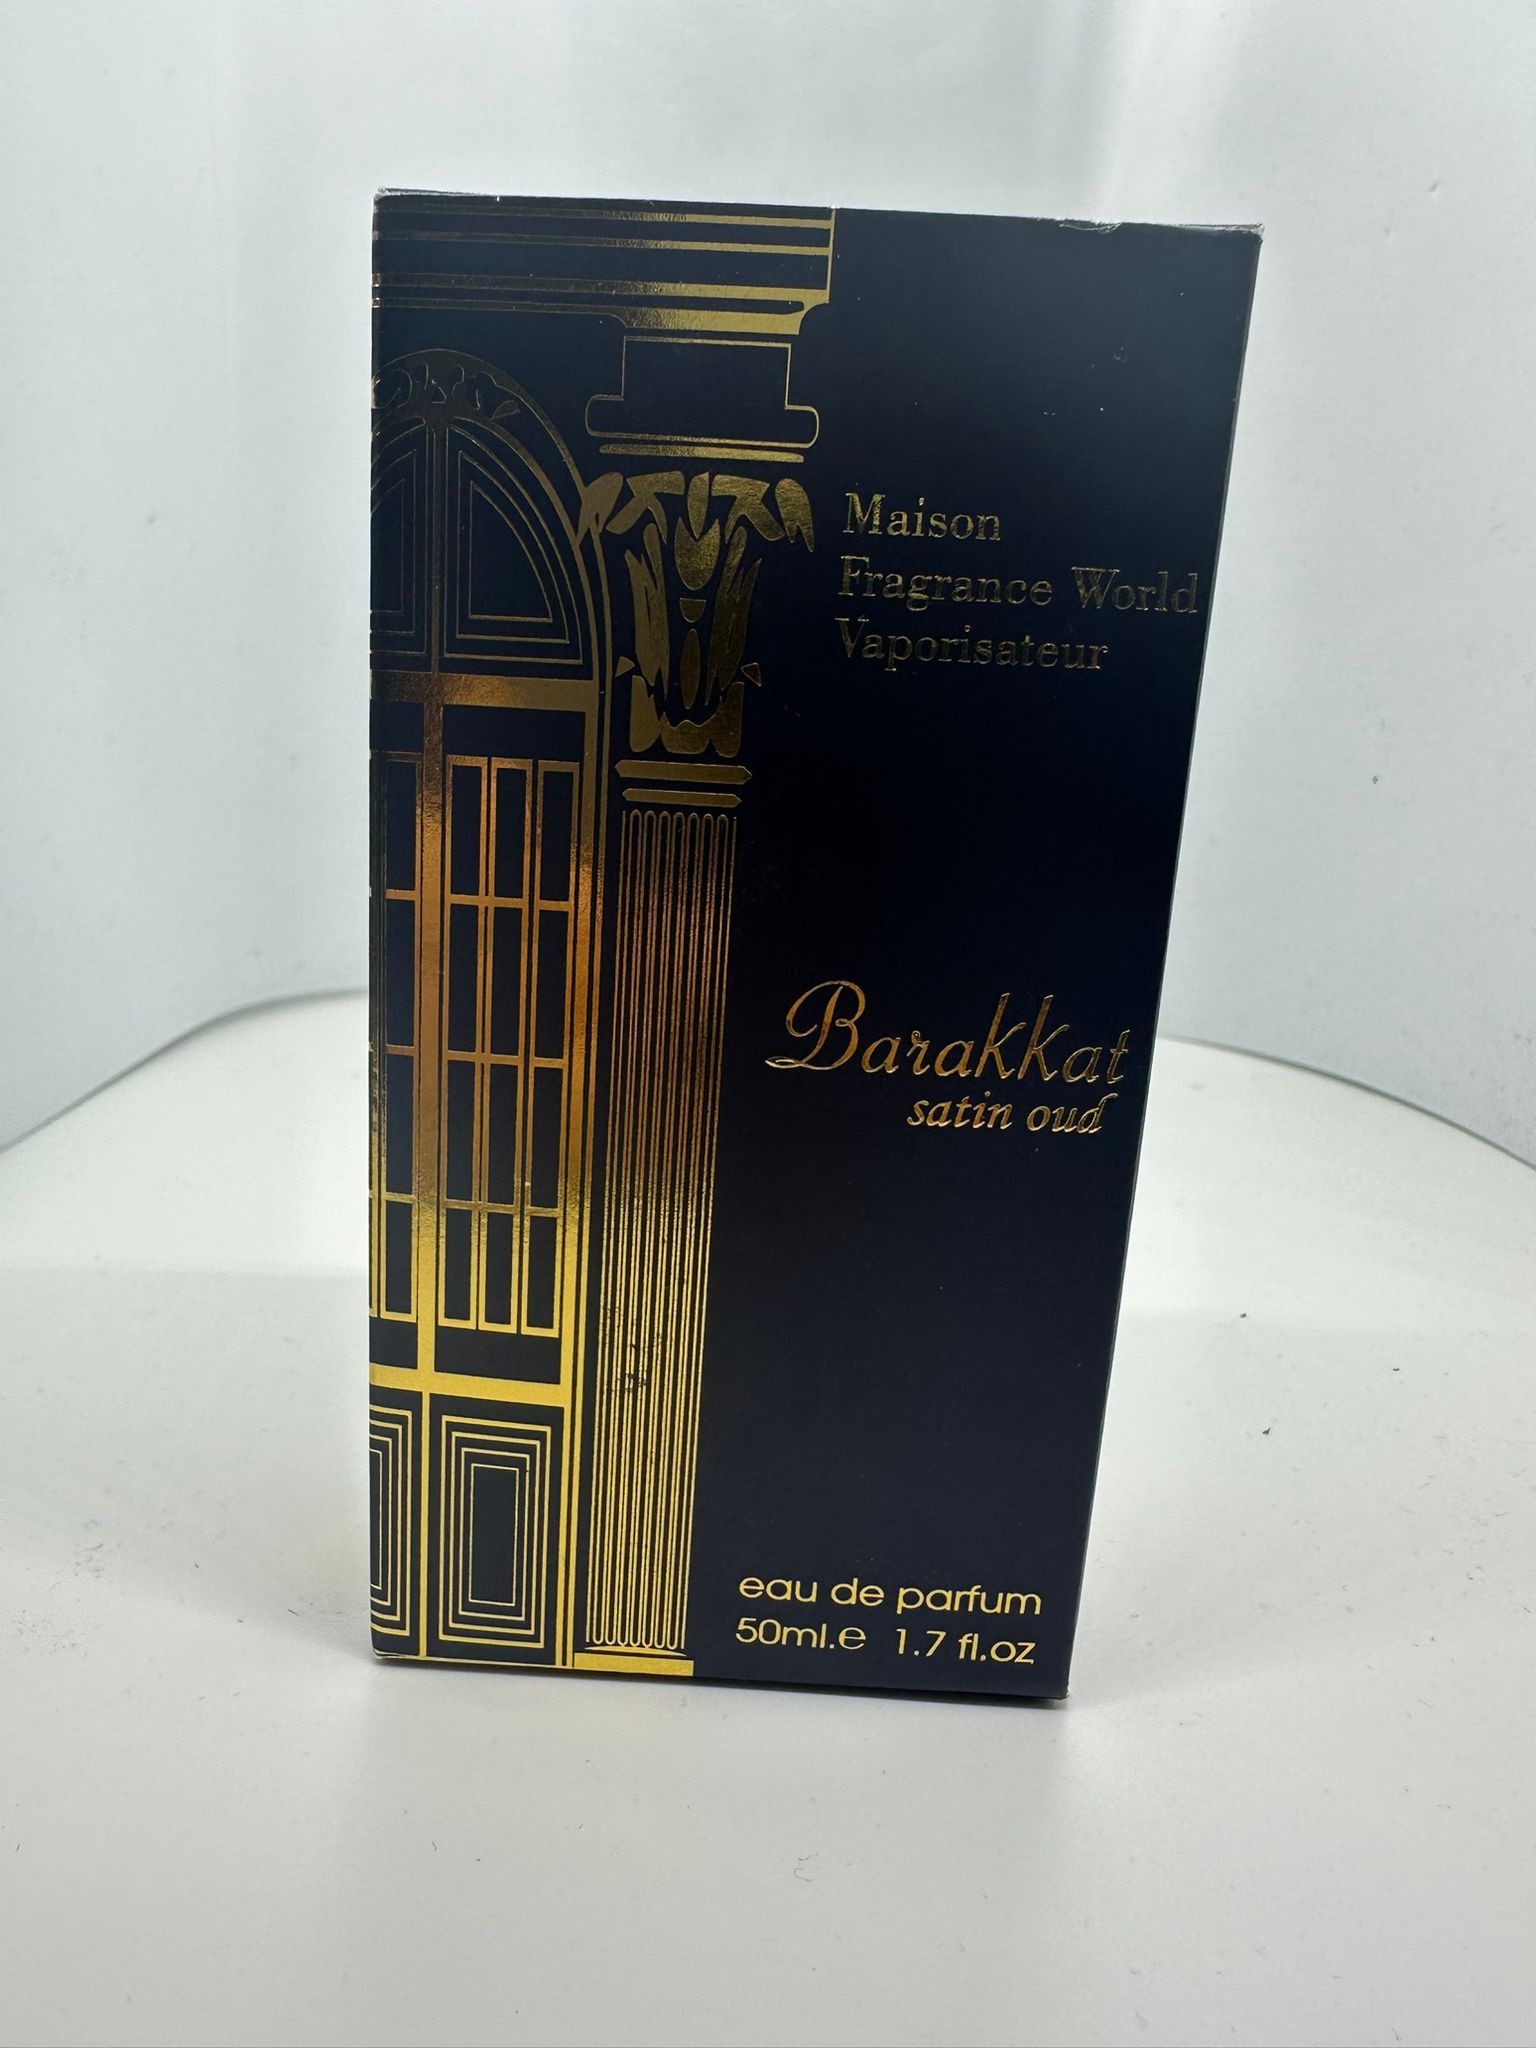 Maison
Fragrance World
Vaporisateur
Barakkat
satin oud
eau de parfum
50ml.e 1.7 fl.oz